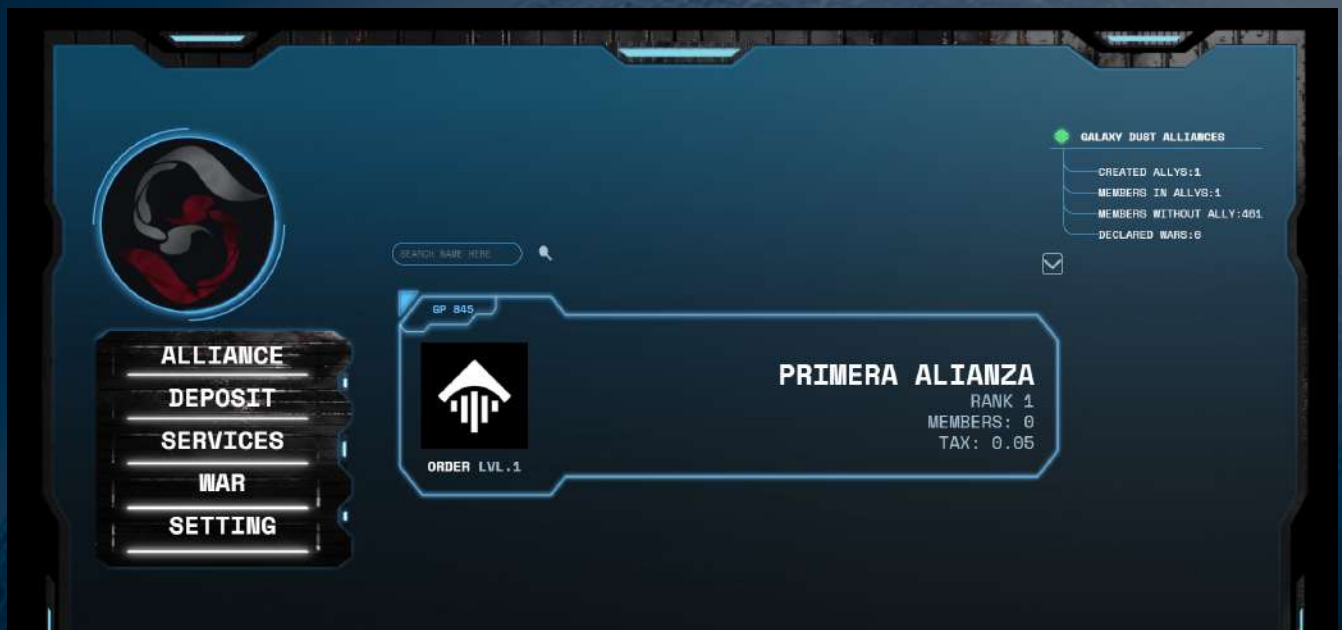 GALAXY DUST ALLIANCES
CREATED ALLYS:1
MEMBERS IN ALLYS:1
MEMBERS WITHOUT ALLY:461
DECLARED WARS:0
SEARCH NAME HERE
GP 845
ALLIANCE
DEPOSIT
SERVICES
WAR
SETTING
PRIMERA ALIANZA
RANK 1
MEMBERS: 0
TAX: 0.05
ORDER LVL.1